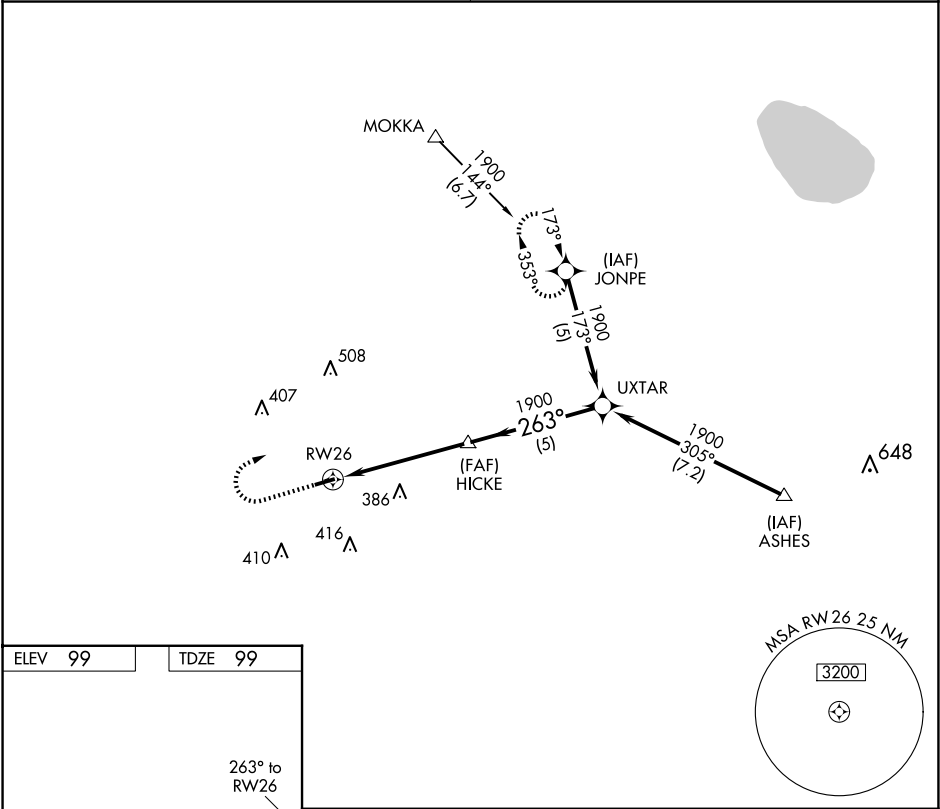 MOKKA
1900
144°
(6.7)
173°
353°
(IAF)
JONPE
1900
173°
(5)
508
407
UXTAR
1900
263°
(5)
RW26
(FAF)
HICKE
1900
305°
(7.2)
648
386
(IAF)
ASHES
416
410
MSA RW26 25 NM
3200
ELEV 99
TDZE 99
263° to
RW26